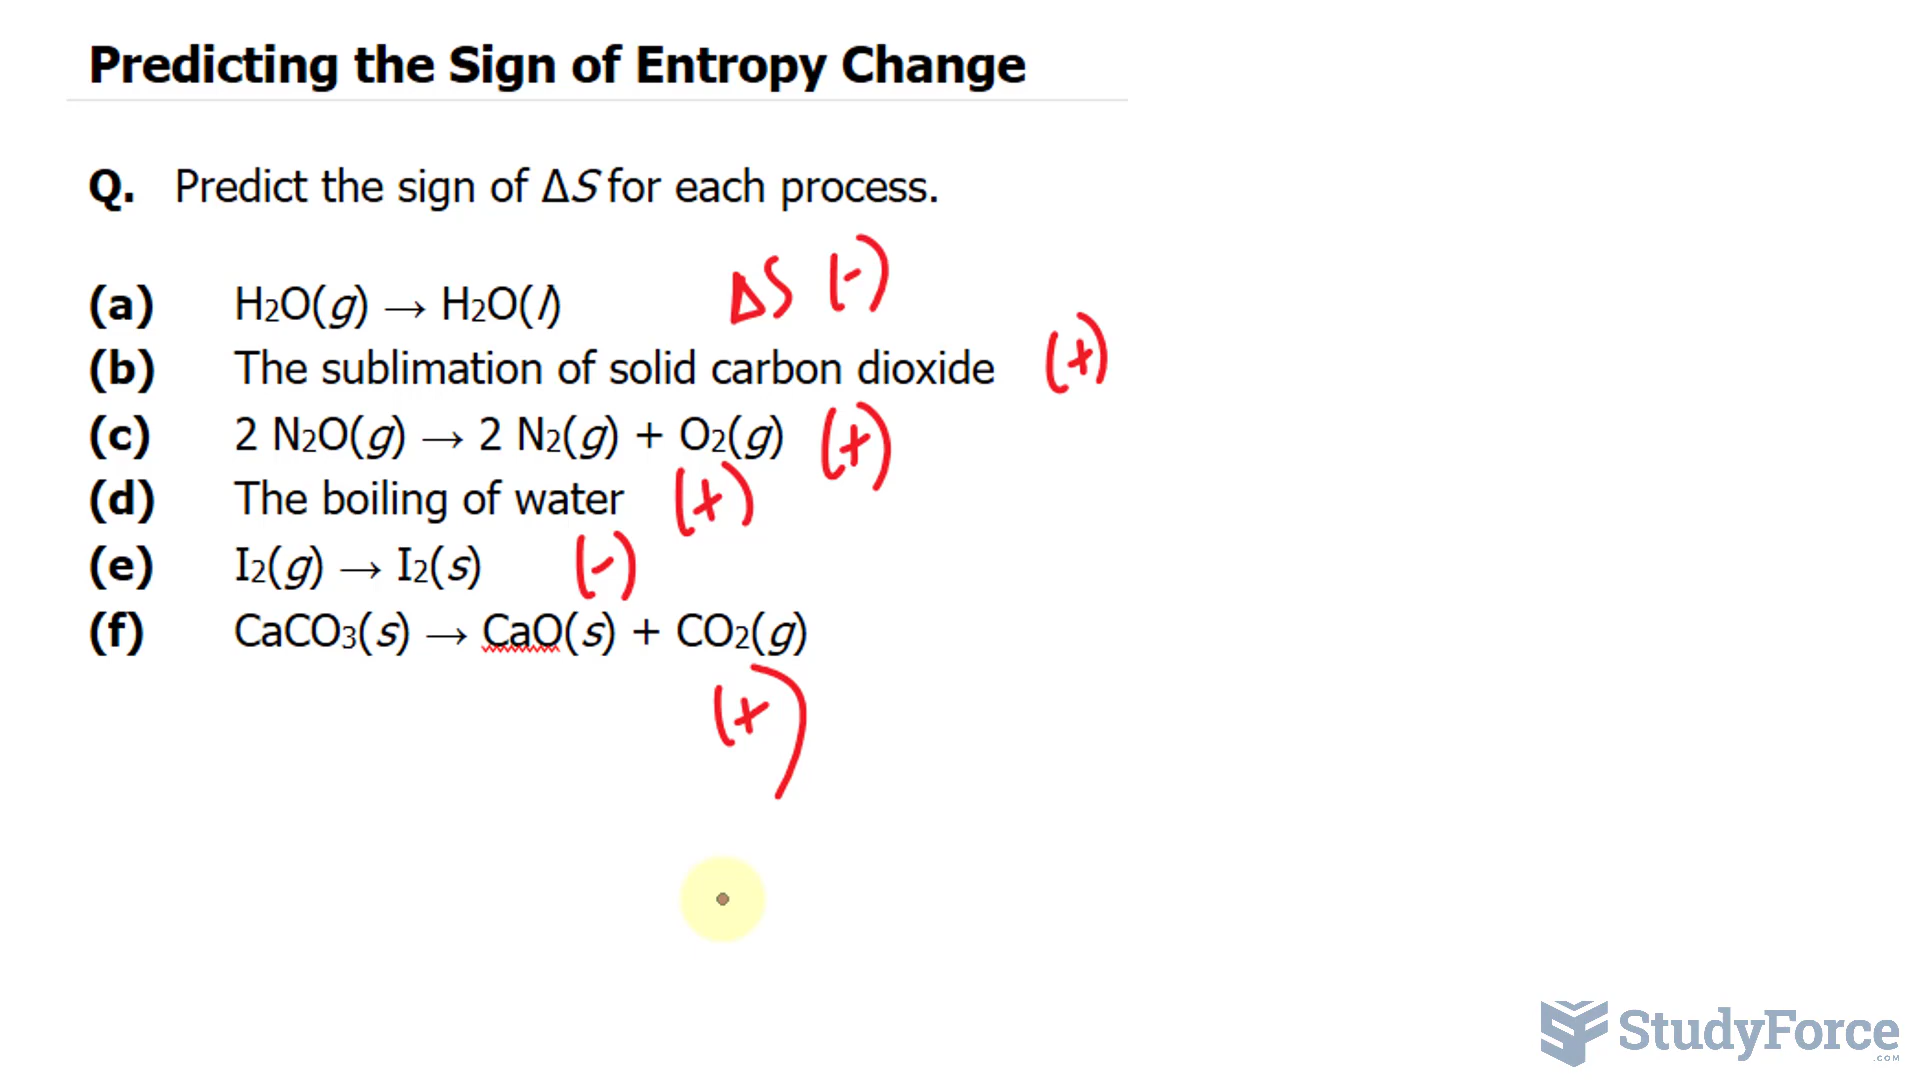 Predicting the Sign of Entropy Change
Q. Predict the sign of ΔS for each process.
(a) H2O(g) → H2O(l) ΔS (-)
(b) The sublimation of solid carbon dioxide (+)
(c) 2 N2O(g) → 2 N2(g) + O2(g) (+)
(d) The boiling of water (+)
(e) I2(g) → I2(s) (-)
(f) CaCO3(s) → CaO(s) + CO2(g)
(+)
StudyForce
.COM